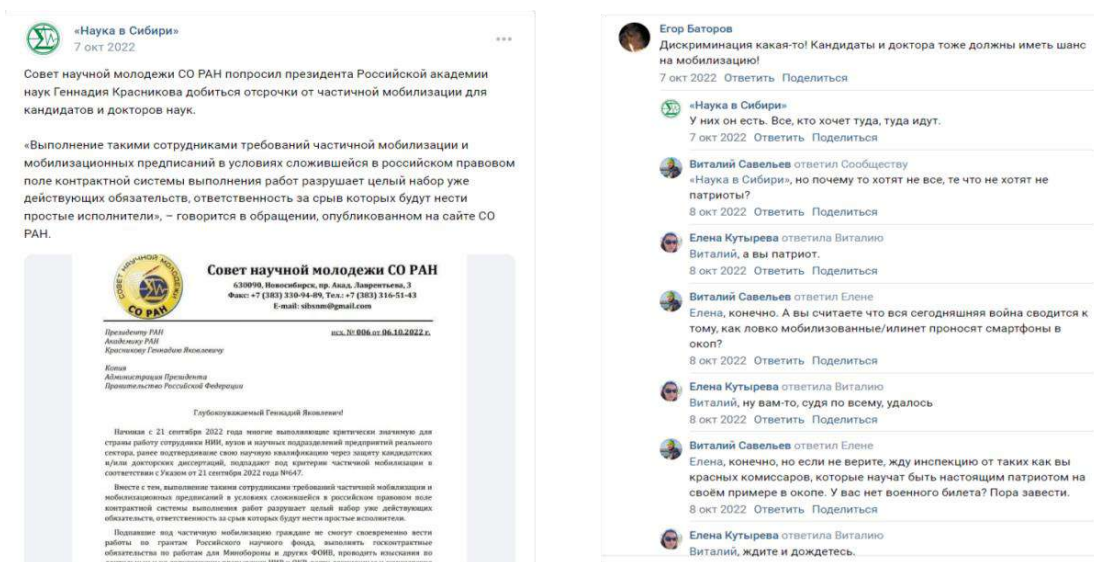 «Наука в Сибири»
7 окт 2022
Совет научной молодежи СО РАН попросил президента Российской академии
наук Геннадия Красникова добиться отсрочки от частичной мобилизации для
кандидатов и докторов наук.
«Выполнение такими сотрудниками требований частичной мобилизации и
мобилизационных предписаний в условиях сложившейся в российском правовом
поле контрактной системы выполнения работ разрушает целый набор уже
действующих обязательств, ответственность за срыв которых будут нести
простые исполнители», – говорится в обращении, опубликованном на сайте СО
РАН.
СОВЕТ НАУЧНОЙ МОЛОДЕЖИ
СО РАН
Совет научной молодежи СО РАН
630090, Новосибирск, пр. Акад. Лаврентьева, 3
Факс: +7 (383) 330-94-89, Тел.: +7 (383) 316-51-43
E-mail: sibsnm@gmail.com
Президенту РАН
Академику РАН
Красникову Геннадию Яковлевичу
исх. № 006 от 06.10.2022 г.
Копия
Администрация Президента
Правительство Российской Федерации
Глубокоуважаемый Геннадий Яковлевич!
Начиная с 21 сентября 2022 года многие выполняющие критически значимую для
страны работу сотрудники НИИ, вузов и научных подразделений предприятий реального
сектора, ранее подтвердившие свою научную квалификацию через защиту кандидатских
и/или докторских диссертаций, подпадают под критерии частичной мобилизации в
соответствии с Указом от 21 сентября 2022 года №647.
Вместе с тем, выполнение такими сотрудниками требований частичной мобилизации и
мобилизационных предписаний в условиях сложившейся в российском правовом поле
контрактной системы выполнения работ разрушает целый набор уже действующих
обязательств, ответственность за срыв которых будут нести простые исполнители.
Подпавшие под частичную мобилизацию граждане не смогут своевременно вести
работы по грантам Российского научного фонда, выполнять госконтрактные
обязательства по работам для Минобороны и других ФОИВ, проводить изыскания по
Егор Баторов
Дискриминация какая-то! Кандидаты и доктора тоже должны иметь шанс
на мобилизацию!
7 окт 2022 Ответить Поделиться
«Наука в Сибири»
У них он есть. Все, кто хочет туда, туда идут.
7 окт 2022 Ответить Поделиться
Виталий Савельев ответил Сообществу
«Наука в Сибири», но почему то хотят не все, те что не хотят не
патриоты?
8 окт 2022 Ответить Поделиться
Елена Кутырева ответила Виталию
Виталий, а вы патриот.
8 окт 2022 Ответить Поделиться
Виталий Савельев ответил Елене
Елена, конечно. А вы считаете что вся сегодняшняя война сводится к
тому, как ловко мобилизованные/илинет проносят смартфоны в
окоп?
8 окт 2022 Ответить Поделиться
Елена Кутырева ответила Виталию
Виталий, ну вам-то, судя по всему, удалось
8 окт 2022 Ответить Поделиться
Виталий Савельев ответил Елене
Елена, конечно, но если не верите, жду инспекцию от таких как вы
красных комиссаров, которые научат быть настоящим патриотом на
своём примере в окопе. У вас нет военного билета? Пора завести.
8 окт 2022 Ответить Поделиться
Елена Кутырева ответила Виталию
Виталий, ждите и дождетесь.